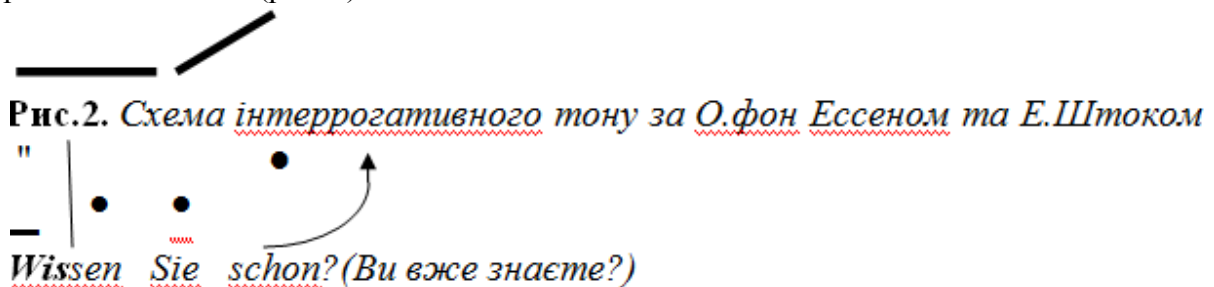 Рис.2. Схема інтеррогативного тону за О.фон Ессеном та Е.Штоком
"
Wissen Sie schon?(Ви вже знаєте?)